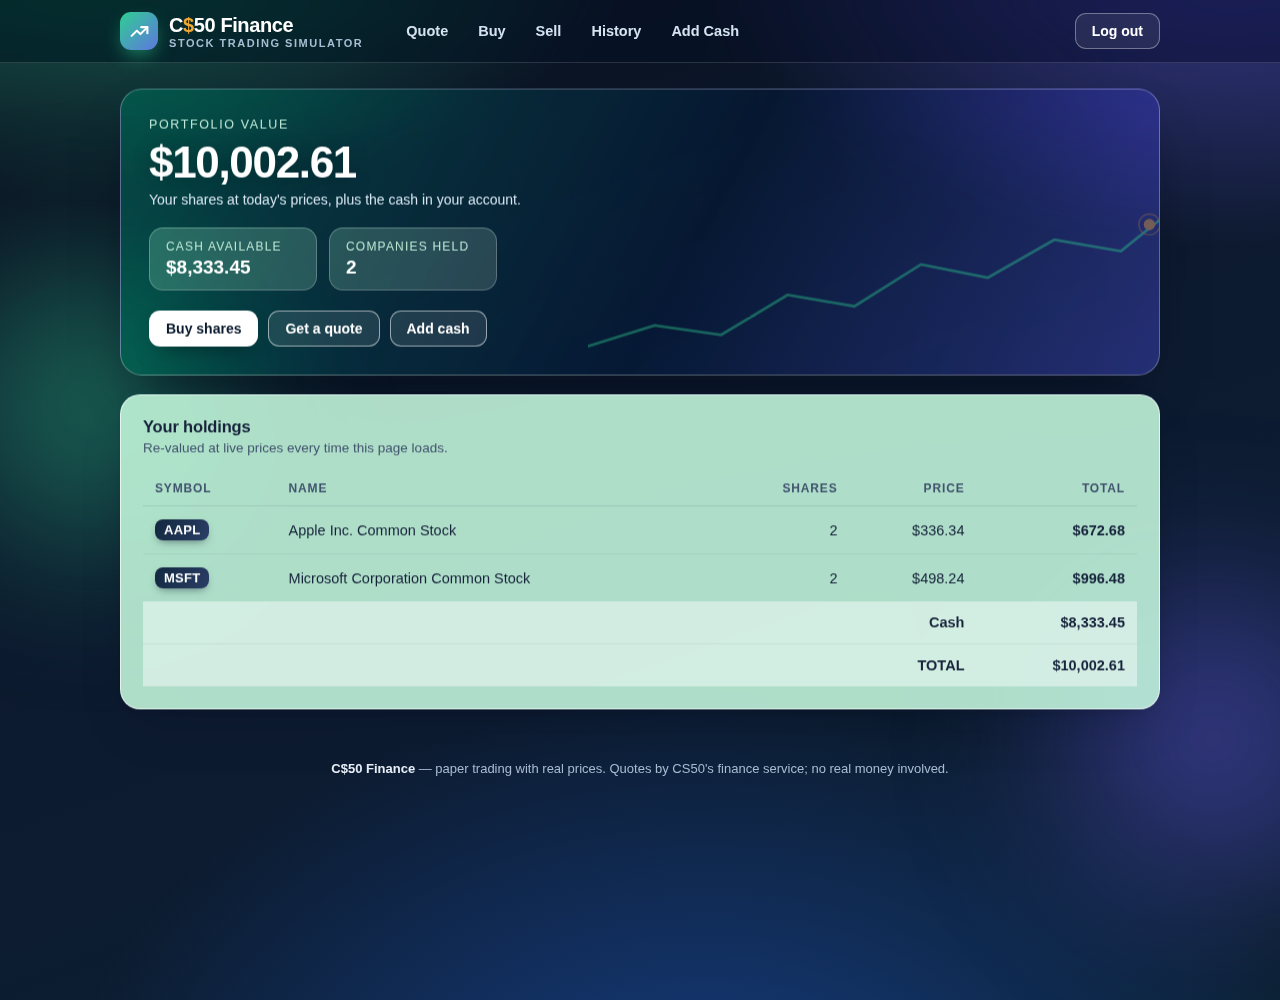 C$50 Finance
STOCK TRADING SIMULATOR
Quote Buy Sell History Add Cash Log out
PORTFOLIO VALUE
$10,002.61
Your shares at today's prices, plus the cash in your account.
CASH AVAILABLE COMPANIES HELD
$8,333.45 2
Buy shares Get a quote Add cash
Your holdings
Re-valued at live prices every time this page loads.
SYMBOL NAME SHARES PRICE TOTAL
AAPL Apple Inc. Common Stock 2 $336.34 $672.68
MSFT Microsoft Corporation Common Stock 2 $498.24 $996.48
Cash $8,333.45
TOTAL $10,002.61
C$50 Finance — paper trading with real prices. Quotes by CS50's finance service; no real money involved.